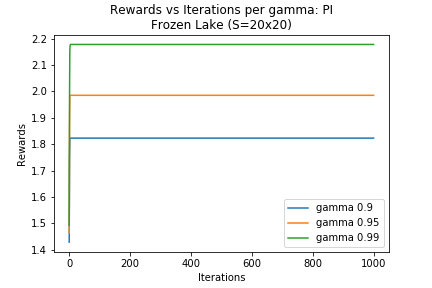 Rewards vs Iterations per gamma: PI
Frozen Lake (S=20x20)
2.2
2.1
2.0
1.9
1.8
1.7
1.6
1.5
1.4
Rewards
gamma 0.9
gamma 0.95
gamma 0.99
0 200 400 600 800 1000
Iterations